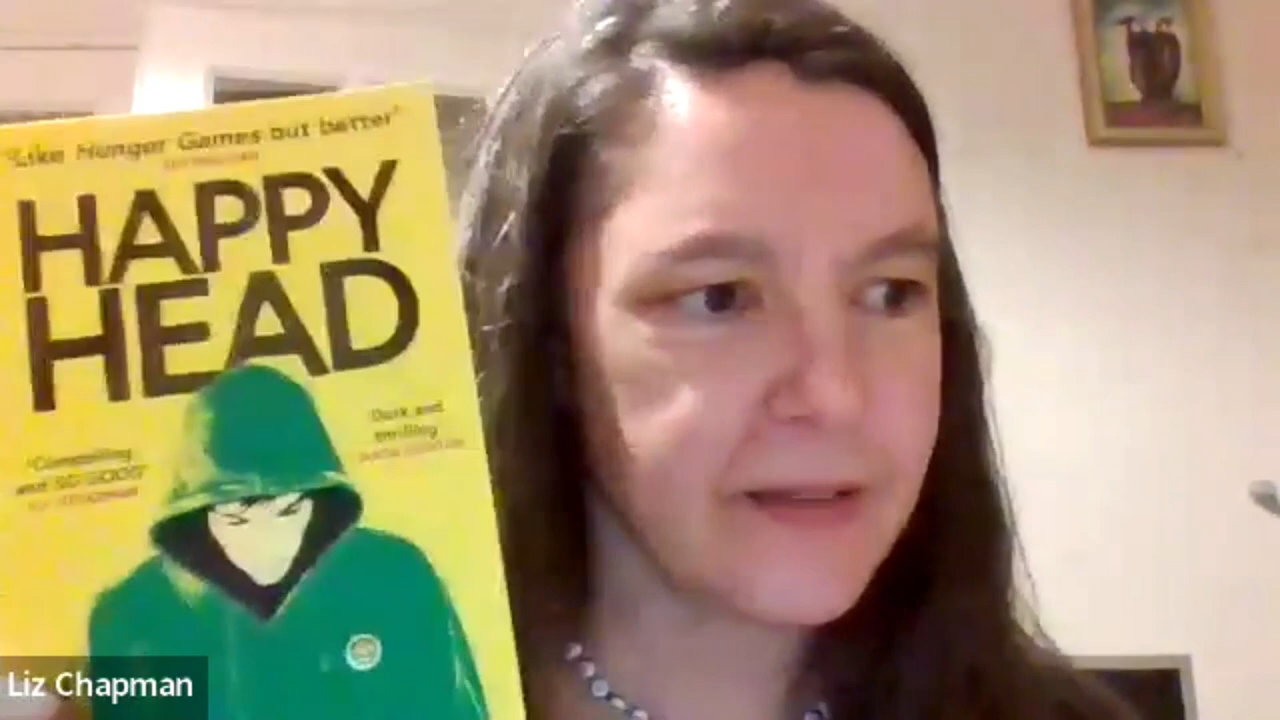 "Like Hunger Games but better"
HAPPY
HEAD
'Dark and
thrilling
'Compelling
and SO GOOD!'
Liz Chapman